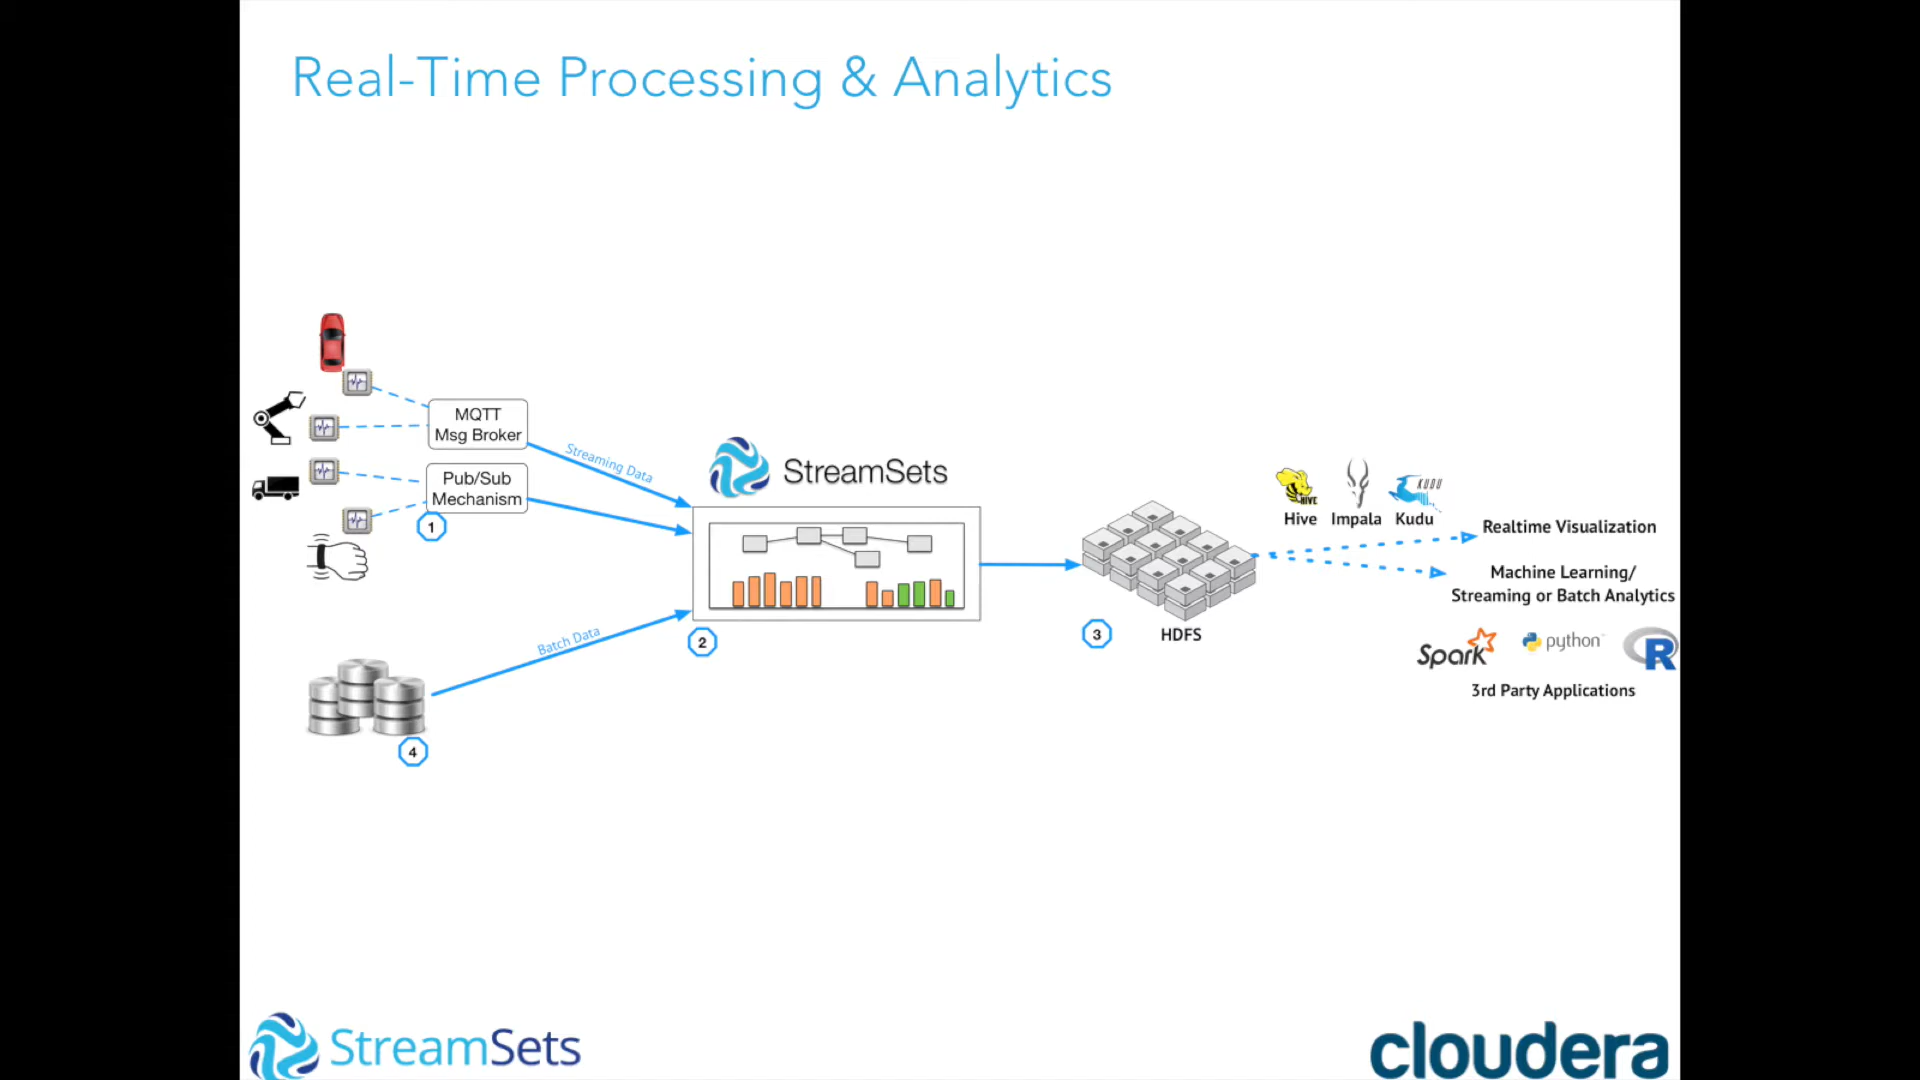 Real-Time Processing & Analytics
MQTT
Msg Broker
Pub/Sub
Mechanism
1
Streaming Data
Batch Data
4
StreamSets
2
3
HDFS
HIVE
KUDU
Hive Impala Kudu
Realtime Visualization
Machine Learning/
Streaming or Batch Analytics
Spark python R
3rd Party Applications
StreamSets
cloudera